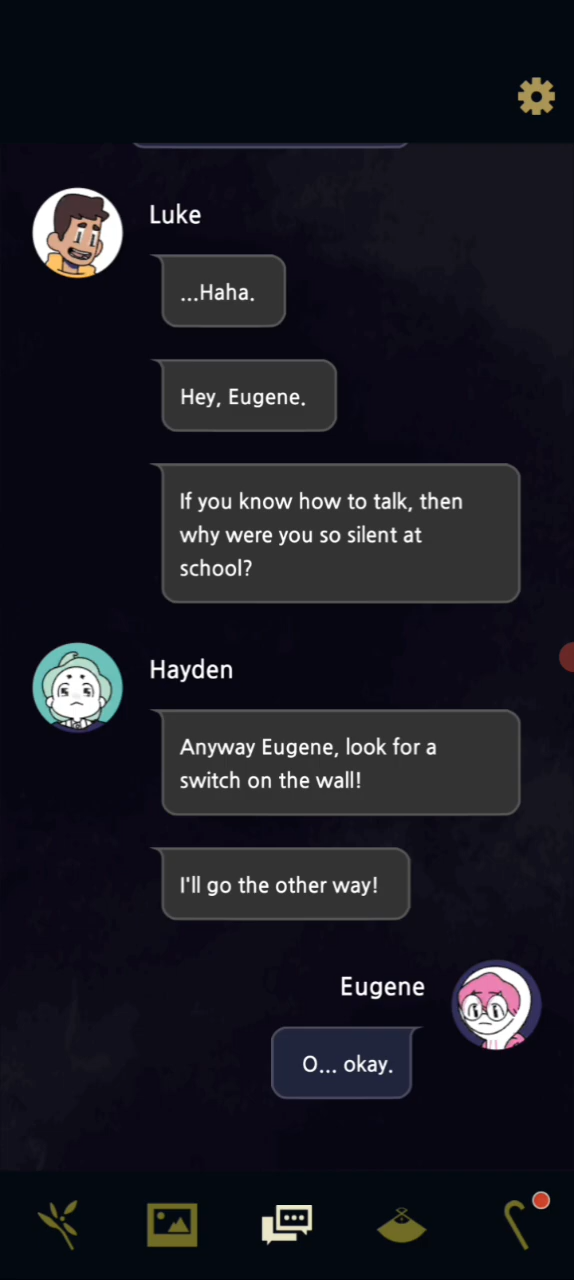 Luke
...Haha.
Hey, Eugene.
If you know how to talk, then
why were you so silent at
school?
Hayden
Anyway Eugene, look for a
switch on the wall!
I'll go the other way!
Eugene
O... okay.